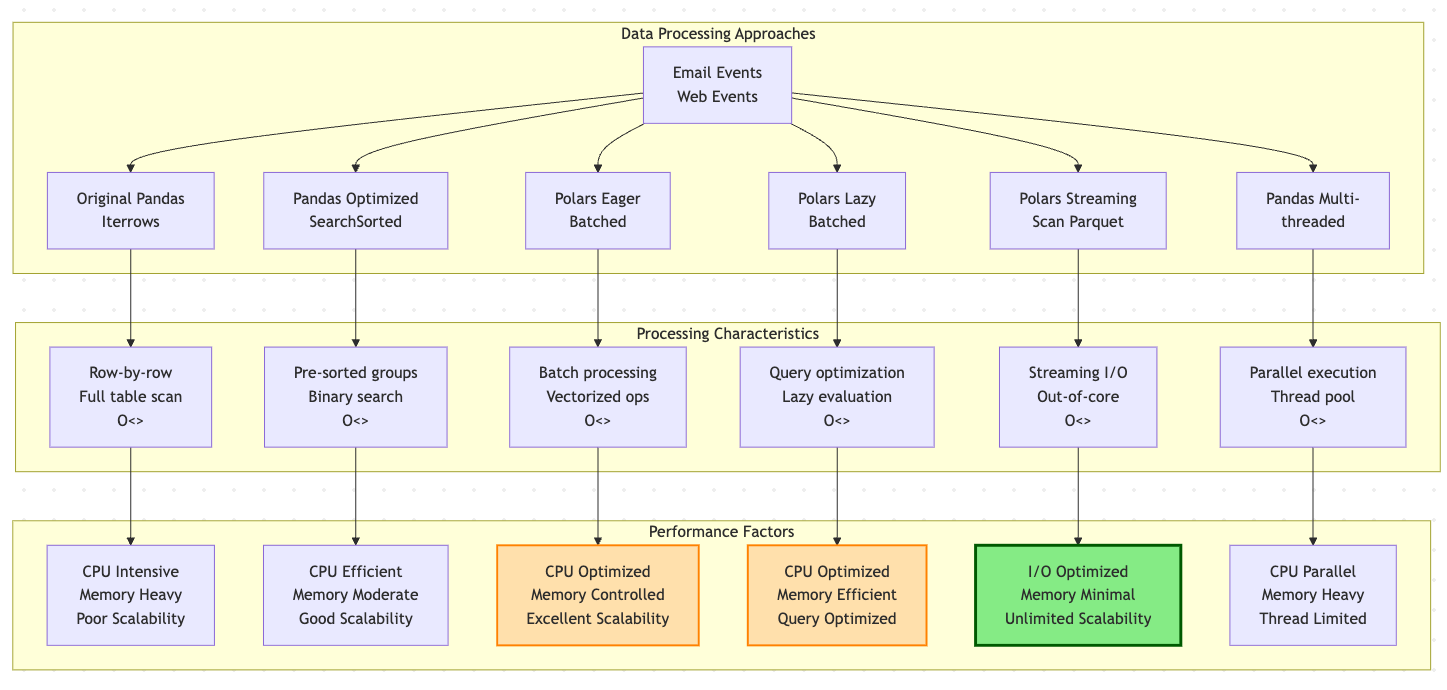 Data Processing Approaches
Email Events
Web Events
Original Pandas
Iterrows
Pandas Optimized
SearchSorted
Polars Eager
Batched
Polars Lazy
Batched
Polars Streaming
Scan Parquet
Pandas Multi-
threaded
Processing Characteristics
Row-by-row
Full table scan
O<>
Pre-sorted groups
Binary search
O<>
Batch processing
Vectorized ops
O<>
Query optimization
Lazy evaluation
O<>
Streaming I/O
Out-of-core
O<>
Parallel execution
Thread pool
O<>
Performance Factors
CPU Intensive
Memory Heavy
Poor Scalability
CPU Efficient
Memory Moderate
Good Scalability
CPU Optimized
Memory Controlled
Excellent Scalability
CPU Optimized
Memory Efficient
Query Optimized
I/O Optimized
Memory Minimal
Unlimited Scalability
CPU Parallel
Memory Heavy
Thread Limited